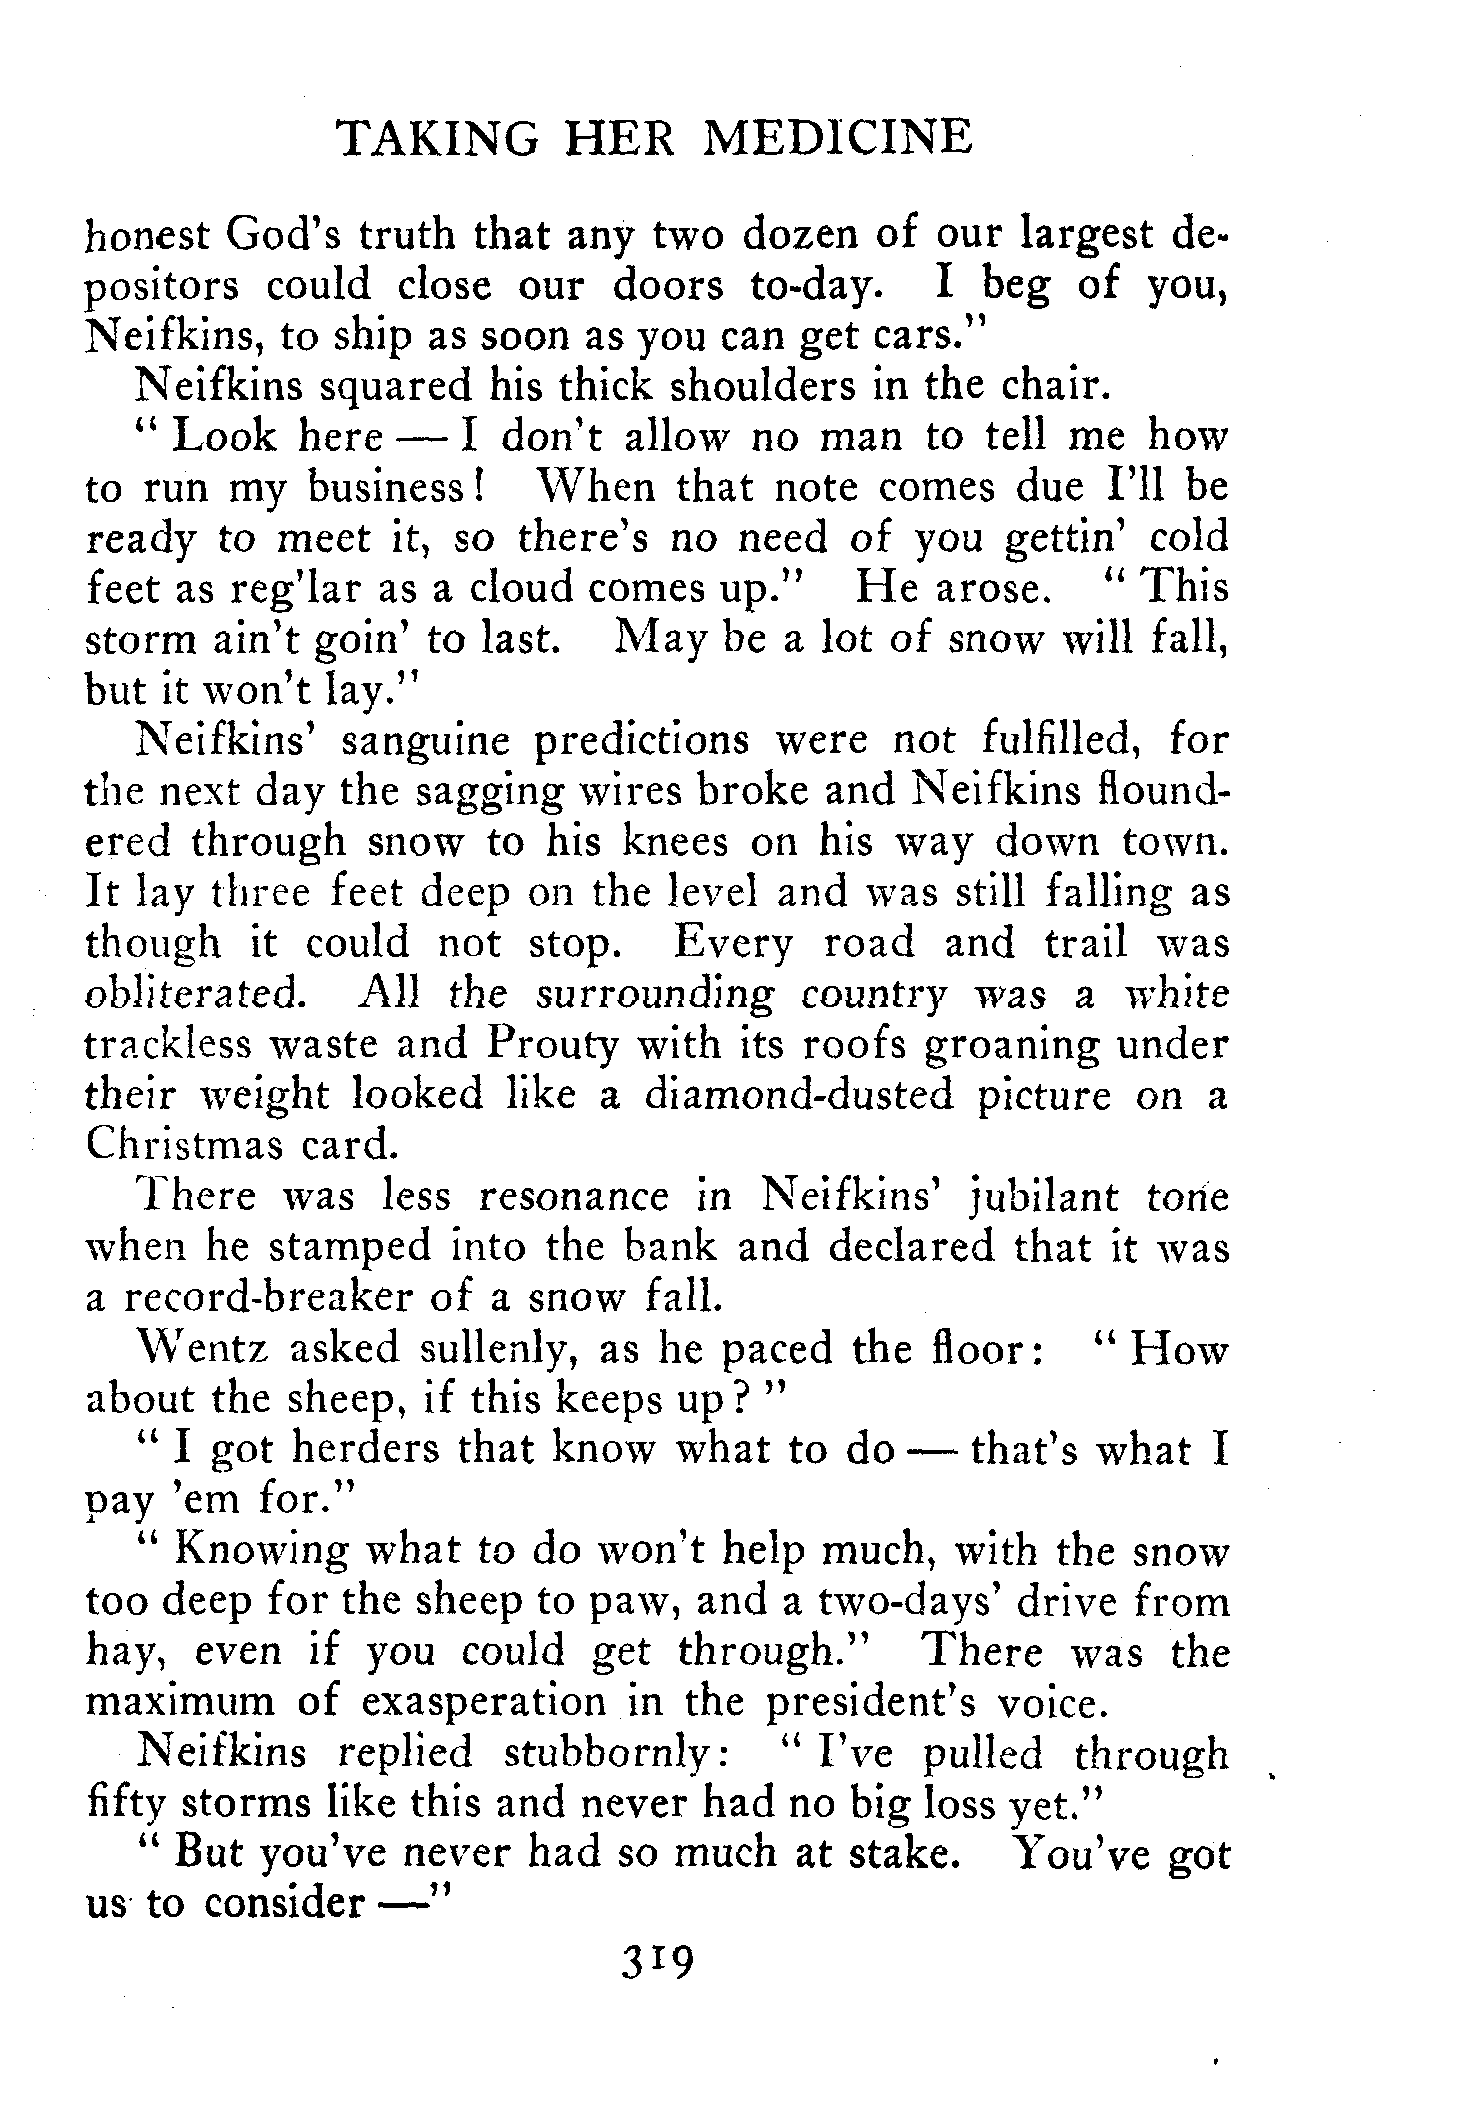 TAKING HER MEDICINE
honest God's truth that any two dozen of our largest de-
positors could close our doors to-day. I beg of you,
Neifkins, to ship as soon as you can get cars."
Neifkins squared his thick shoulders in the chair.
" Look here — I don't allow no man to tell me how
to run my business! When that note comes due I'll be
ready to meet it, so there's no need of you gettin' cold
feet as reg'lar as a cloud comes up." He arose. " This
storm ain't goin' to last. May be a lot of snow will fall,
but it won't lay."
Neifkins' sanguine predictions were not fulfilled, for
the next day the sagging wires broke and Neifkins flound-
ered through snow to his knees on his way down town.
It lay three feet deep on the level and was still falling as
though it could not stop. Every road and trail was
obliterated. All the surrounding country was a white
trackless waste and Prouty with its roofs groaning under
their weight looked like a diamond-dusted picture on a
Christmas card.
There was less resonance in Neifkins' jubilant tone
when he stamped into the bank and declared that it was
a record-breaker of a snow fall.
Wentz asked sullenly, as he paced the floor: " How
about the sheep, if this keeps up? "
" I got herders that know what to do — that's what I
pay 'em for."
" Knowing what to do won't help much, with the snow
too deep for the sheep to paw, and a two-days' drive from
hay, even if you could get through." There was the
maximum of exasperation in the president's voice.
Neifkins replied stubbornly: " I've pulled through
fifty storms like this and never had no big loss yet."
" But you've never had so much at stake. You've got
us to consider —"
319